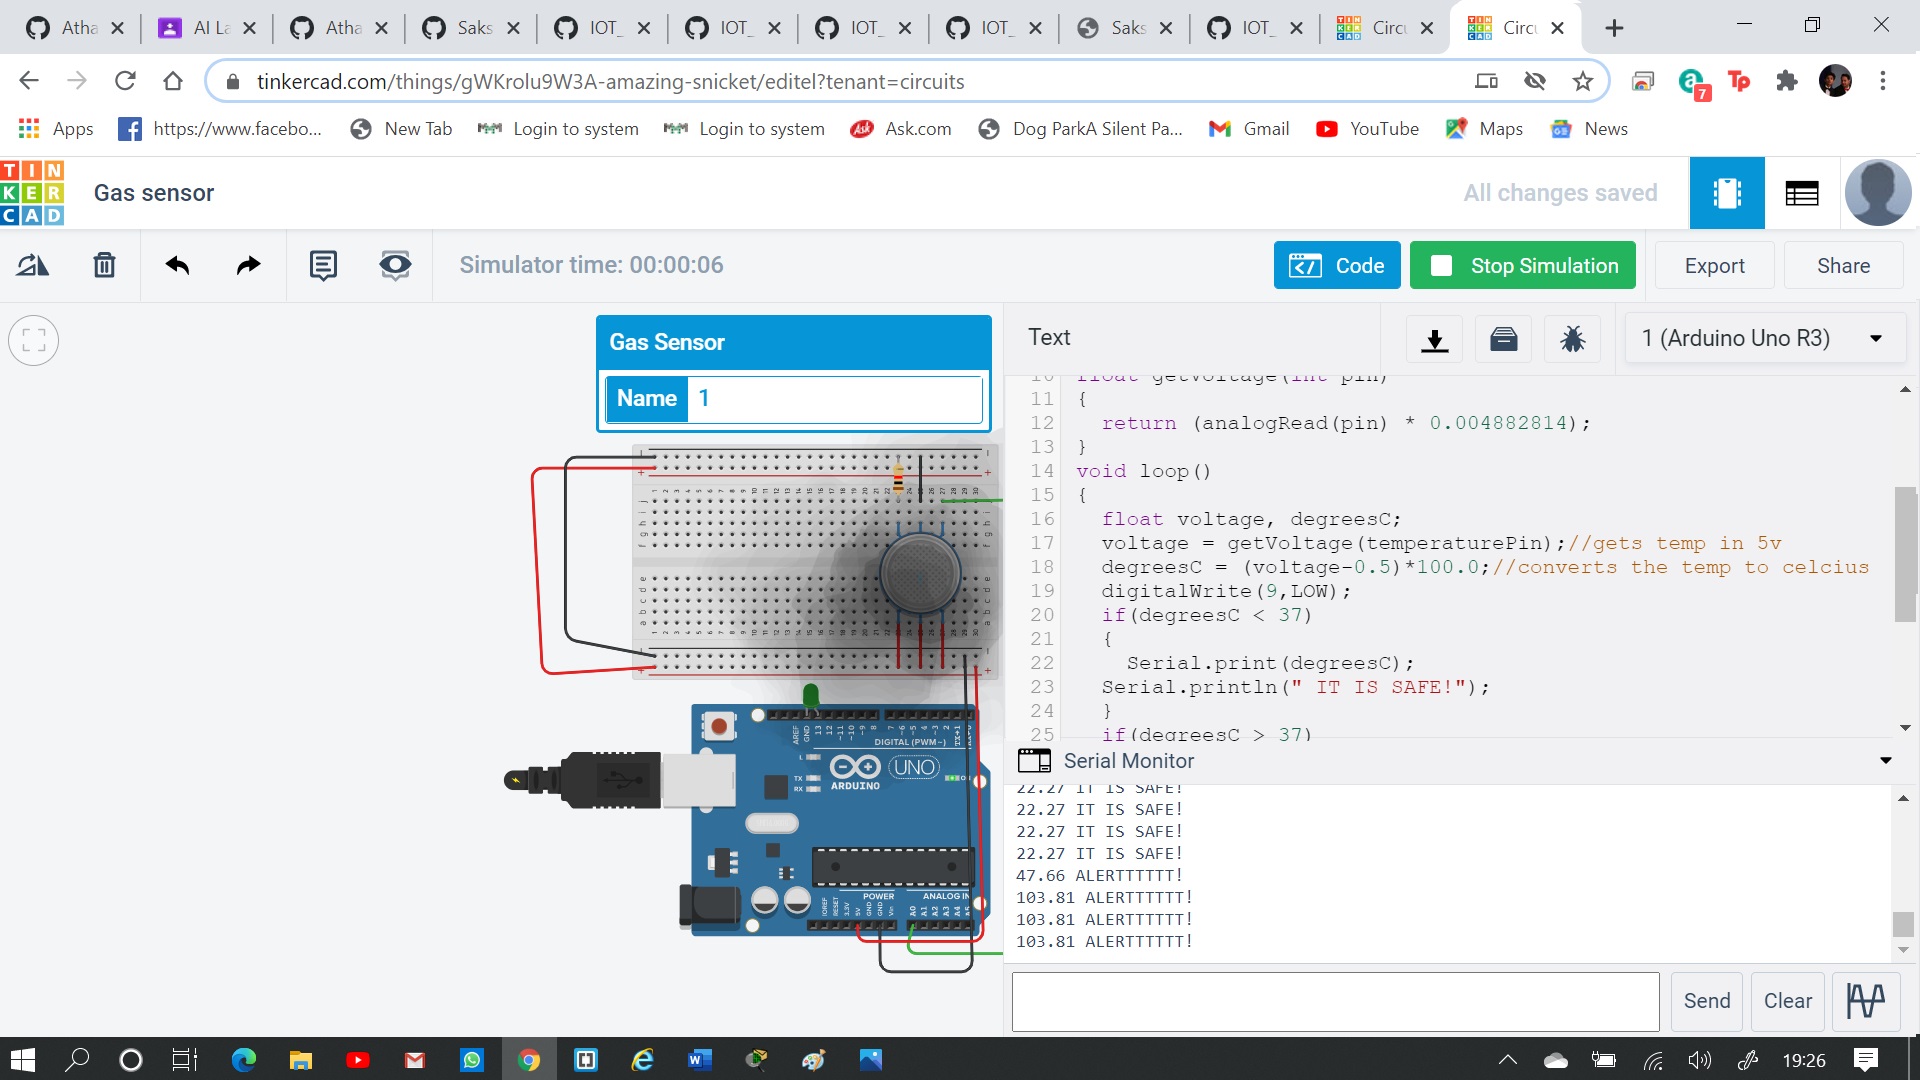 Atha
AI La
Atha
Saks
IOT_
IOT_
IOT_
IOT_
Saks
IOT_
Circu
Circu
tinkercad.com/things/gWKrolu9W3A-amazing-snicket/editel?tenant=circuits
7
Tp
Apps
https://www.facebo...
New Tab
Login to system
Login to system
Ask.com
Dog ParkA Silent Pa...
Gmail
YouTube
Maps
News
TINKERCAD
Gas sensor
All changes saved
Simulator time: 00:00:06
Code
Stop Simulation
Export
Share
Gas Sensor
Name 1
Text
1 (Arduino Uno R3)
10 float getVoltage(int pin)
11 {
12 return (analogRead(pin) * 0.004882814);
13 }
14 void loop()
15 {
16 float voltage, degreesC;
17 voltage = getVoltage(temperaturePin);//gets temp in 5v
18 degreesC = (voltage-0.5)*100.0;//converts the temp to celcius
19 digitalWrite(9,LOW);
20 if(degreesC < 37)
21 {
22 Serial.print(degreesC);
23 Serial.println(" IT IS SAFE!");
24 }
25 if(degreesC > 37)
DIGITAL (PWM~)
UNO
ARDUINO
POWER
ANALOG IN
Serial Monitor
22.27 IT IS SAFE!
22.27 IT IS SAFE!
22.27 IT IS SAFE!
22.27 IT IS SAFE!
47.66 ALERTTTTTT!
103.81 ALERTTTTTT!
103.81 ALERTTTTTT!
103.81 ALERTTTTTT!
Send
Clear
19:26